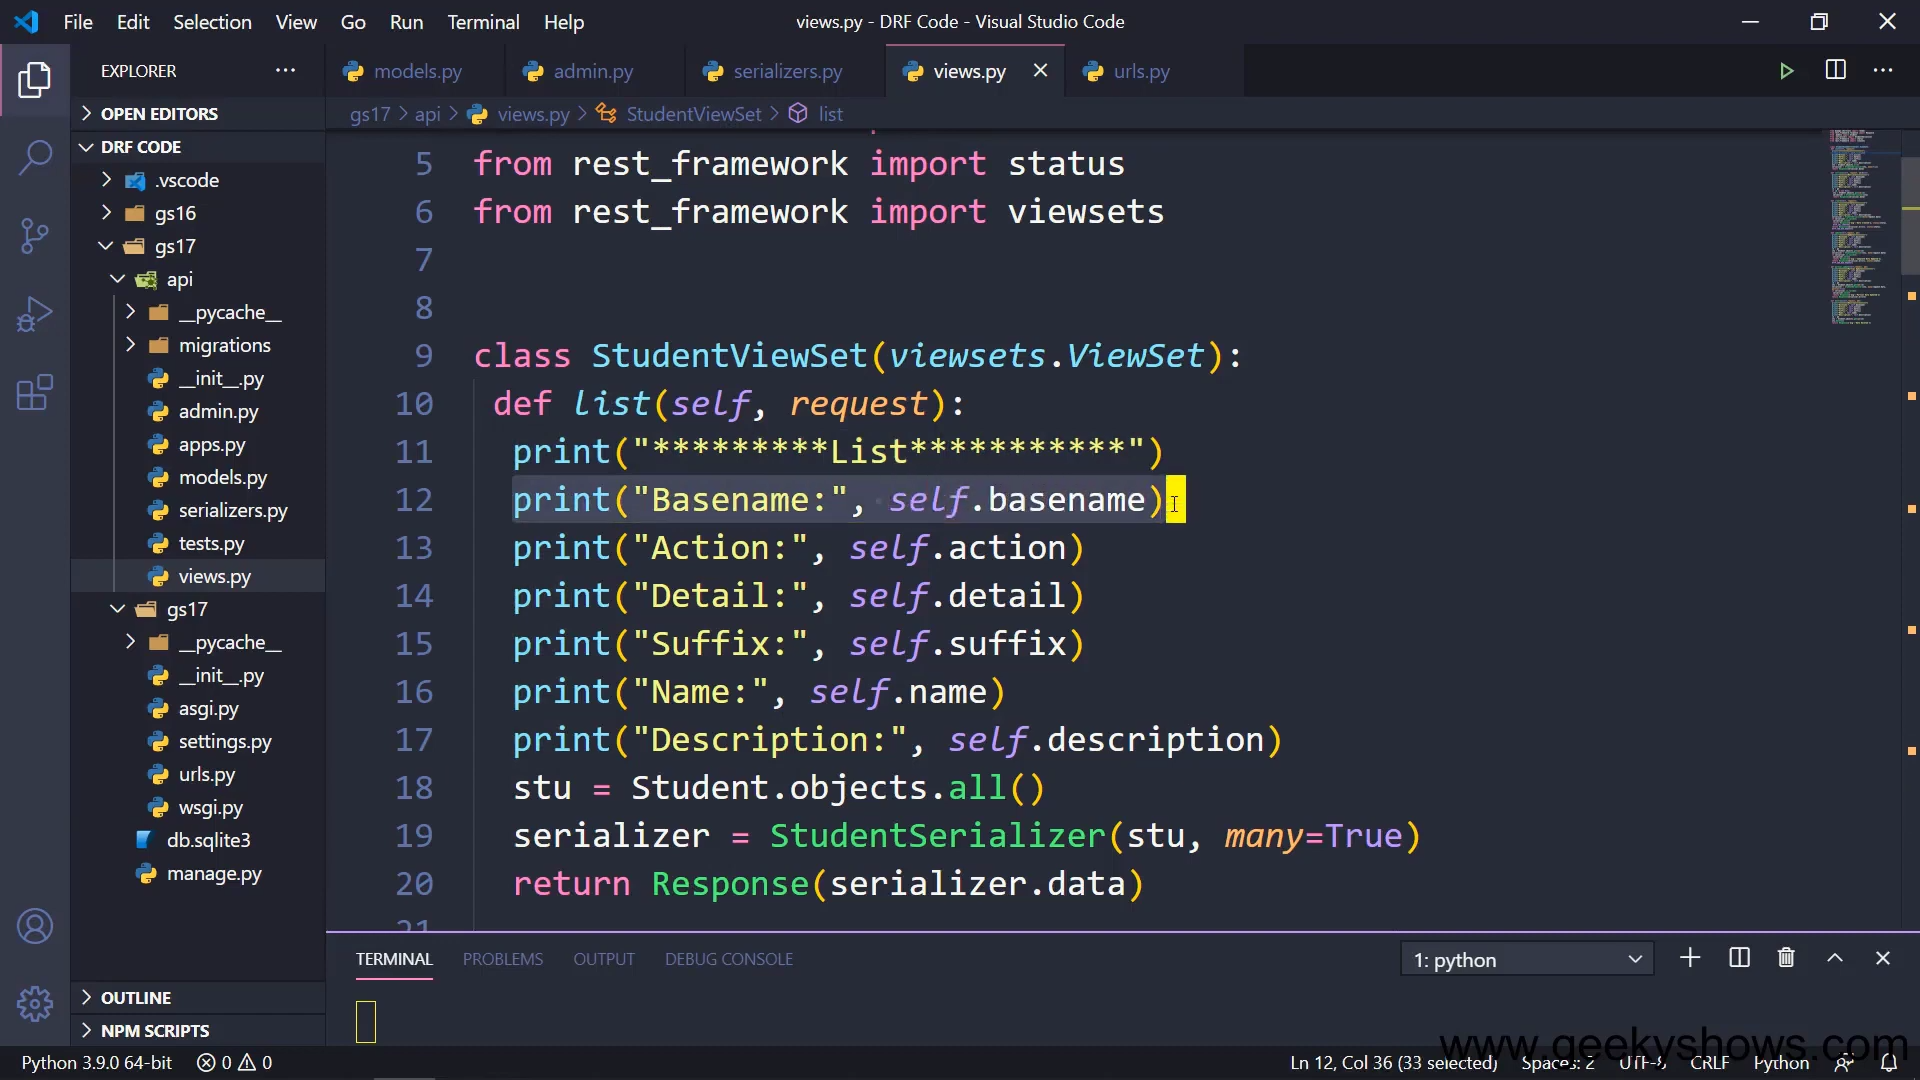 File Edit Selection View Go Run Terminal Help
views.py - DRF Code - Visual Studio Code
EXPLORER
models.py
admin.py
serializers.py
views.py
urls.py
OPEN EDITORS
gs17 > api > views.py > StudentViewSet > list
DRF CODE
.vscode
gs16
gs17
api
__pycache__
migrations
__init__.py
admin.py
apps.py
models.py
serializers.py
tests.py
views.py
gs17
__pycache__
__init__.py
asgi.py
settings.py
urls.py
wsgi.py
db.sqlite3
manage.py
OUTLINE
NPM SCRIPTS
5 from rest_framework import status
6 from rest_framework import viewsets
7
8
9 class StudentViewSet(viewsets.ViewSet):
10 def list(self, request):
11 print("*********List***********")
12 print("Basename:", self.basename)
13 print("Action:", self.action)
14 print("Detail:", self.detail)
15 print("Suffix:", self.suffix)
16 print("Name:", self.name)
17 print("Description:", self.description)
18 stu = Student.objects.all()
19 serializer = StudentSerializer(stu, many=True)
20 return Response(serializer.data)
21
TERMINAL PROBLEMS OUTPUT DEBUG CONSOLE
1: python
www.geekyshows.com
Python 3.9.0 64-bit 0 0
Ln 12, Col 36 (33 selected) Spaces: 2 UTF-8 CRLF Python